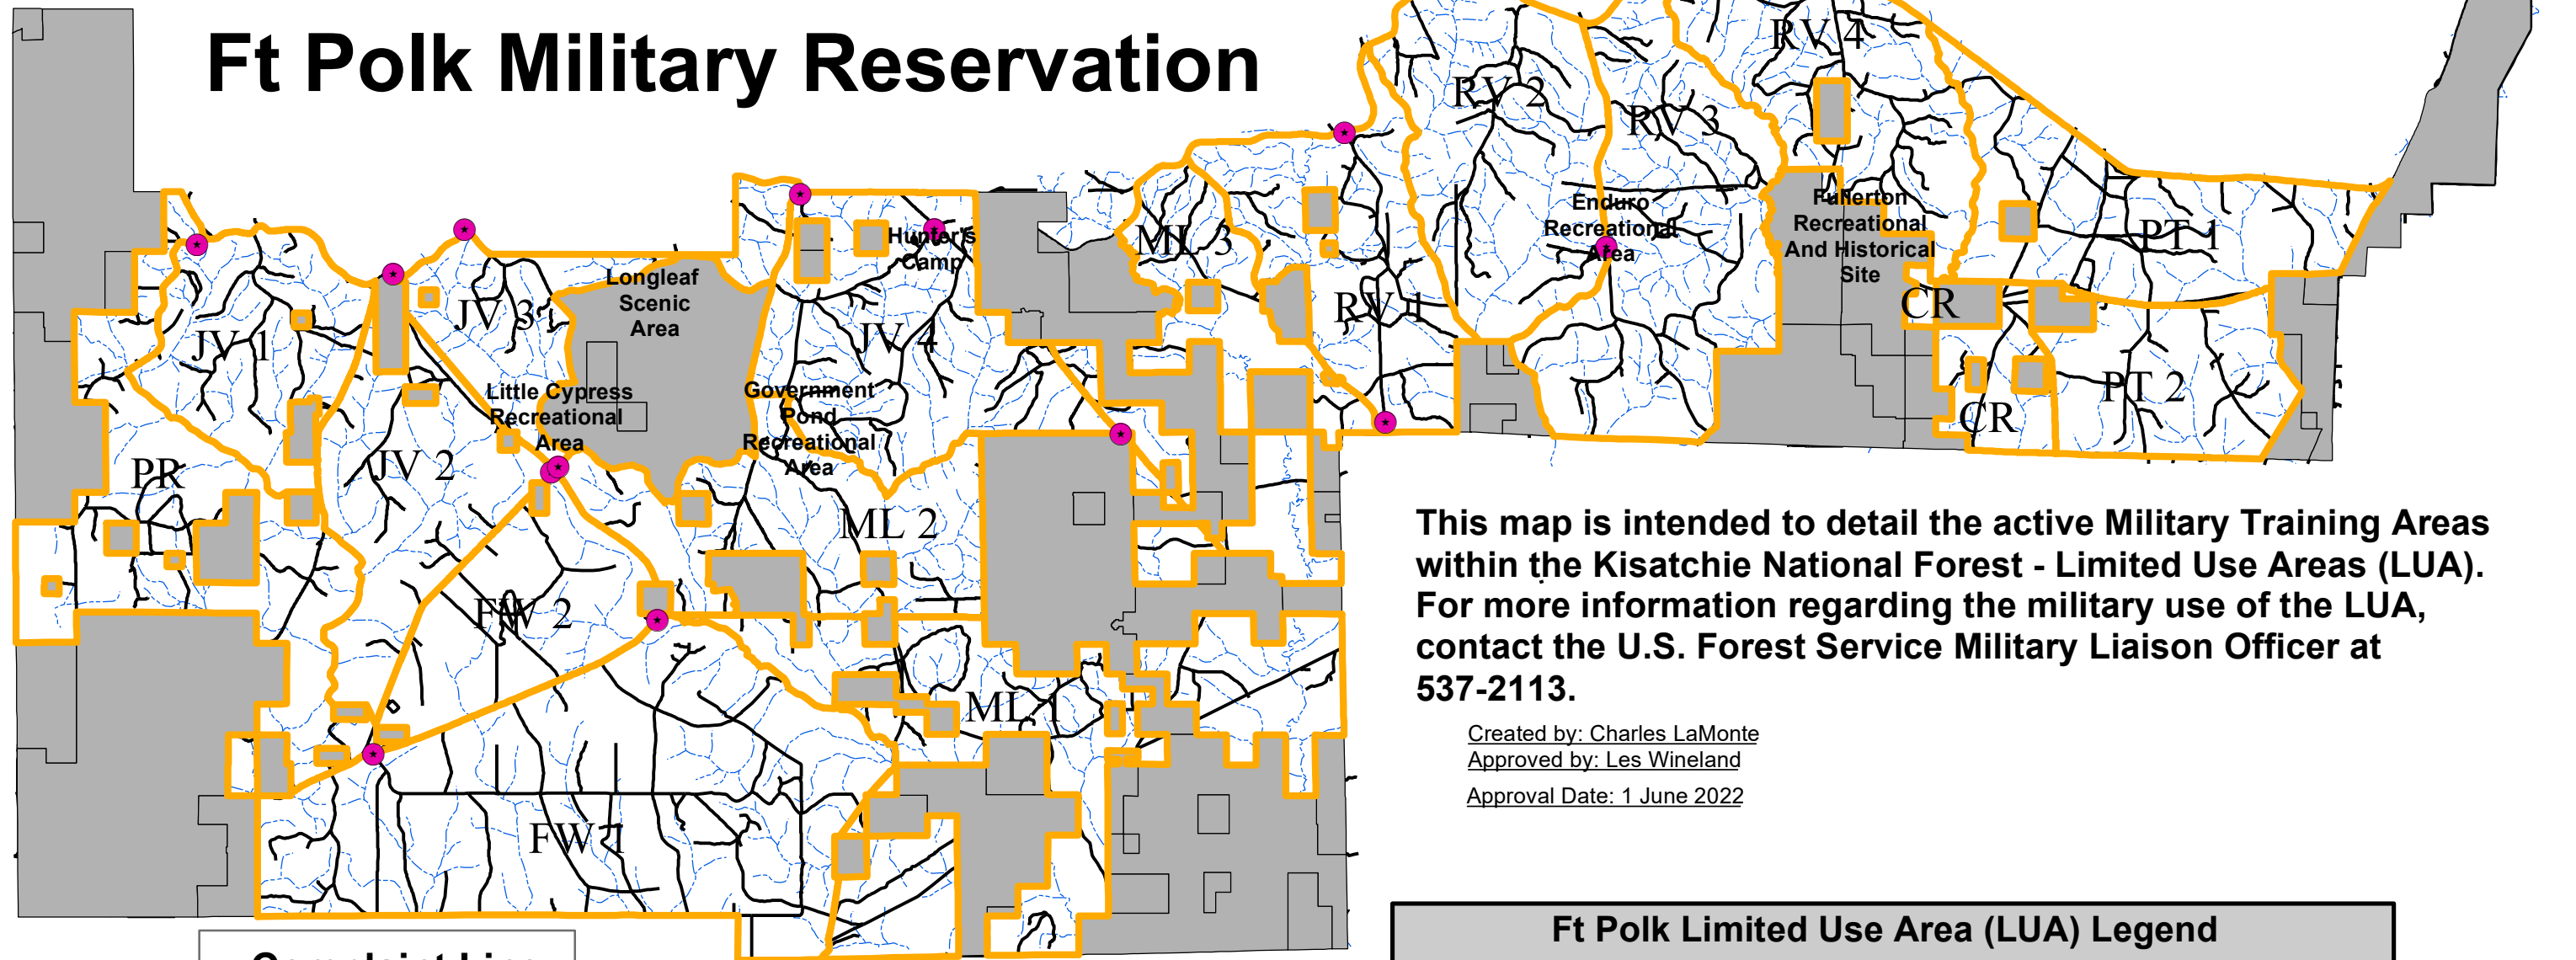 Ft Polk Military Reservation
RV 4
RV 2
RV 3
Enduro
Recreational
Area
Fullerton
Recreational
And Historical
Site
PT 1
ML 3
Hunter's
Camp
Longleaf
Scenic
Area
JV 3
JV 1
JV 4
RV 1
CR
PT 2
CR
Little Cypress
Recreational
Area
Government
Pond
Recreational
Area
PR
JV 2
ML 2
FW 2
ML 1
FW 1
This map is intended to detail the active Military Training Areas
within the Kisatchie National Forest - Limited Use Areas (LUA).
For more information regarding the military use of the LUA,
contact the U.S. Forest Service Military Liaison Officer at
537-2113.
Created by: Charles LaMonte
Approved by: Les Wineland
Approval Date: 1 June 2022
Ft Polk Limited Use Area (LUA) Legend